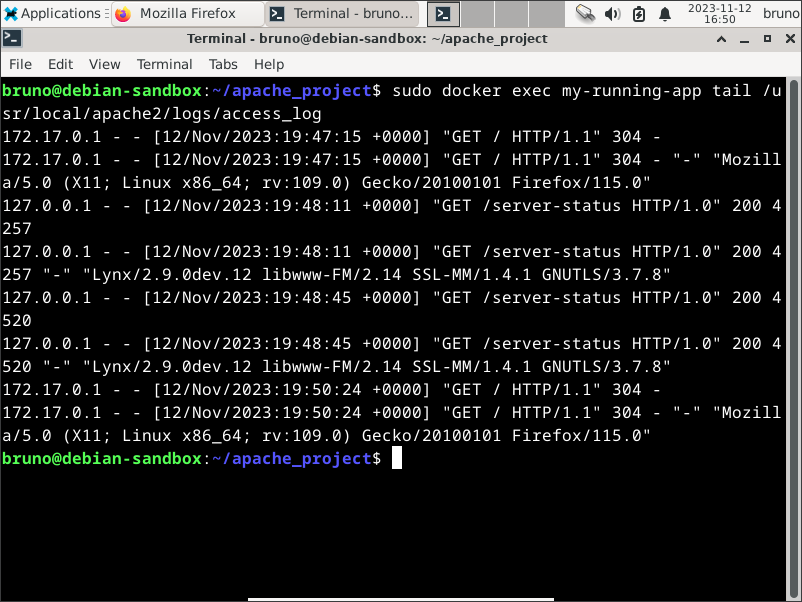 Applications
Mozilla Firefox
Terminal - bruno...
2023-11-12
16:50
bruno
Terminal - bruno@debian-sandbox: ~/apache_project
File Edit View Terminal Tabs Help
bruno@debian-sandbox:~/apache_project$ sudo docker exec my-running-app tail /u
sr/local/apache2/logs/access_log
172.17.0.1 - - [12/Nov/2023:19:47:15 +0000] "GET / HTTP/1.1" 304 -
172.17.0.1 - - [12/Nov/2023:19:47:15 +0000] "GET / HTTP/1.1" 304 - "-" "Mozill
a/5.0 (X11; Linux x86_64; rv:109.0) Gecko/20100101 Firefox/115.0"
127.0.0.1 - - [12/Nov/2023:19:48:11 +0000] "GET /server-status HTTP/1.0" 200 4
257
127.0.0.1 - - [12/Nov/2023:19:48:11 +0000] "GET /server-status HTTP/1.0" 200 4
257 "-" "Lynx/2.9.0dev.12 libwww-FM/2.14 SSL-MM/1.4.1 GNUTLS/3.7.8"
127.0.0.1 - - [12/Nov/2023:19:48:45 +0000] "GET /server-status HTTP/1.0" 200 4
520
127.0.0.1 - - [12/Nov/2023:19:48:45 +0000] "GET /server-status HTTP/1.0" 200 4
520 "-" "Lynx/2.9.0dev.12 libwww-FM/2.14 SSL-MM/1.4.1 GNUTLS/3.7.8"
172.17.0.1 - - [12/Nov/2023:19:50:24 +0000] "GET / HTTP/1.1" 304 -
172.17.0.1 - - [12/Nov/2023:19:50:24 +0000] "GET / HTTP/1.1" 304 - "-" "Mozill
a/5.0 (X11; Linux x86_64; rv:109.0) Gecko/20100101 Firefox/115.0"
bruno@debian-sandbox:~/apache_project$